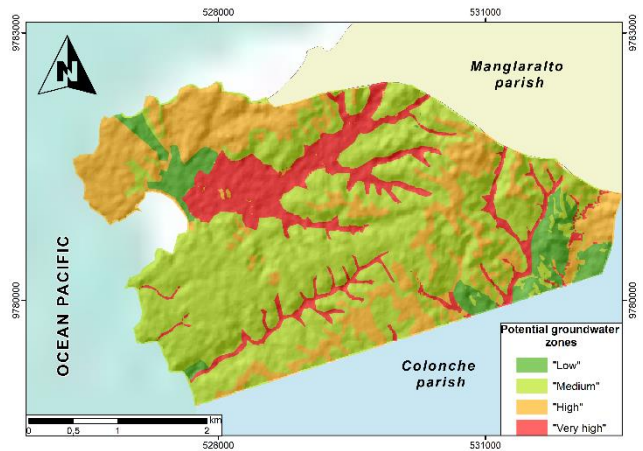 528000
531000
9783000
9783000
N
Manglaralto
parish
OCEAN PACIFIC
9780000
9780000
Colonche
parish
Potential groundwater
zones
"Low"
"Medium"
"High"
"Very high"
km
0 0,5 1 2
528000
531000